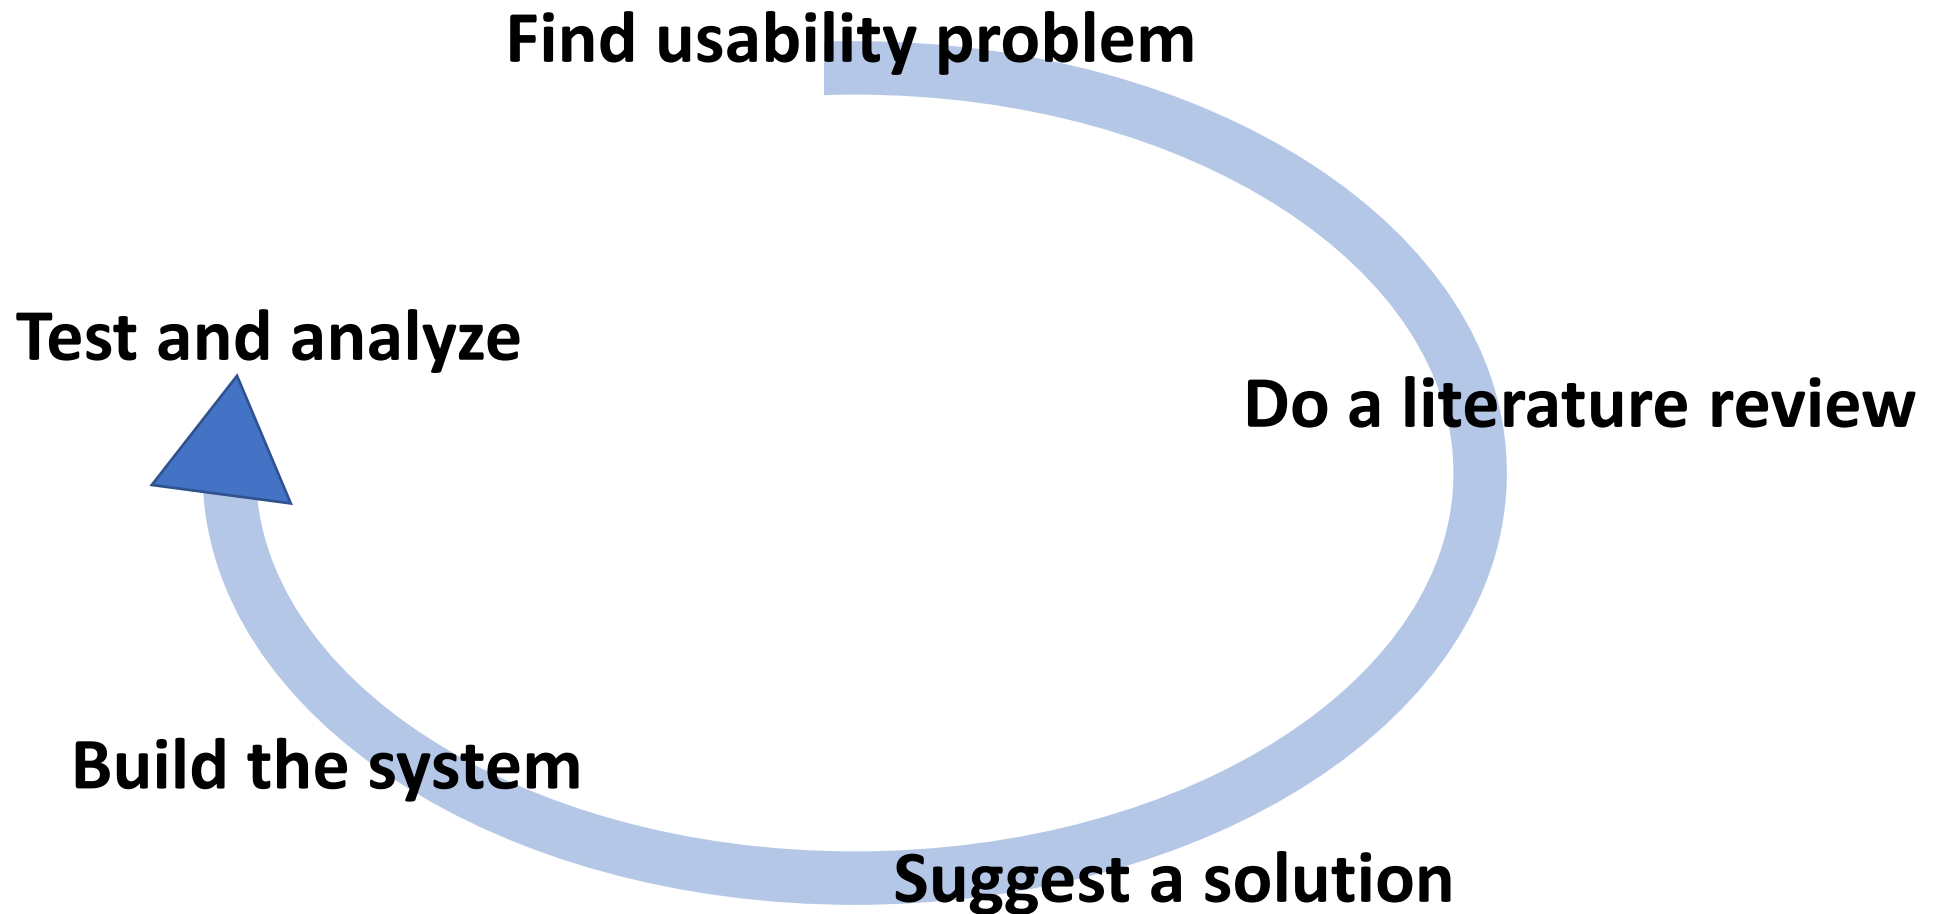 Find usability problem
Do a literature review
Suggest a solution
Build the system
Test and analyze